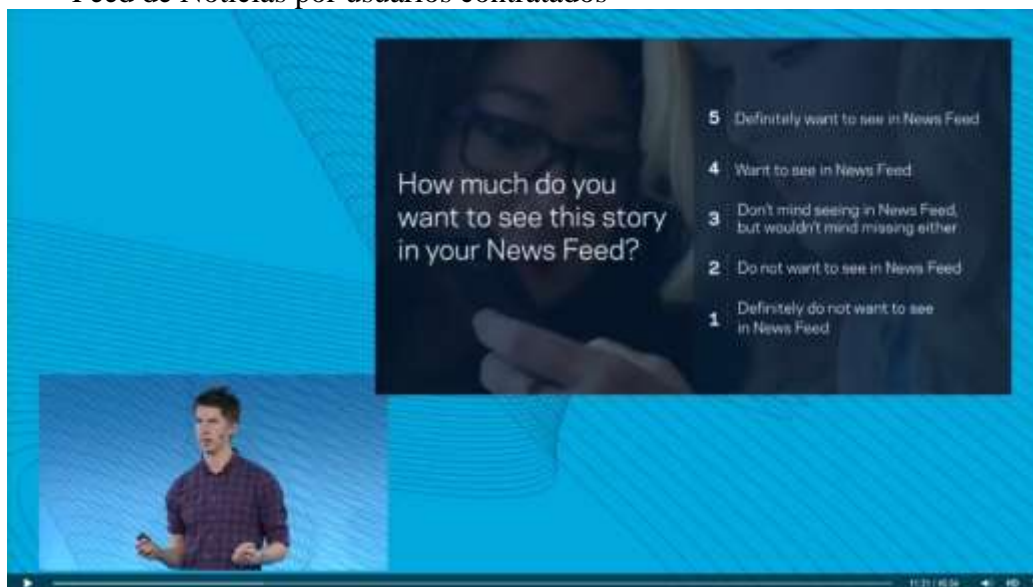 Feed de Notícias por usuários contratados
How much do you
want to see this story
in your News Feed?
5 Definitely want to see in News Feed
4 Want to see in News Feed
3 Don't mind seeing in News Feed,
but wouldn't mind missing either
2 Do not want to see in News Feed
1 Definitely do not want to see
in News Feed